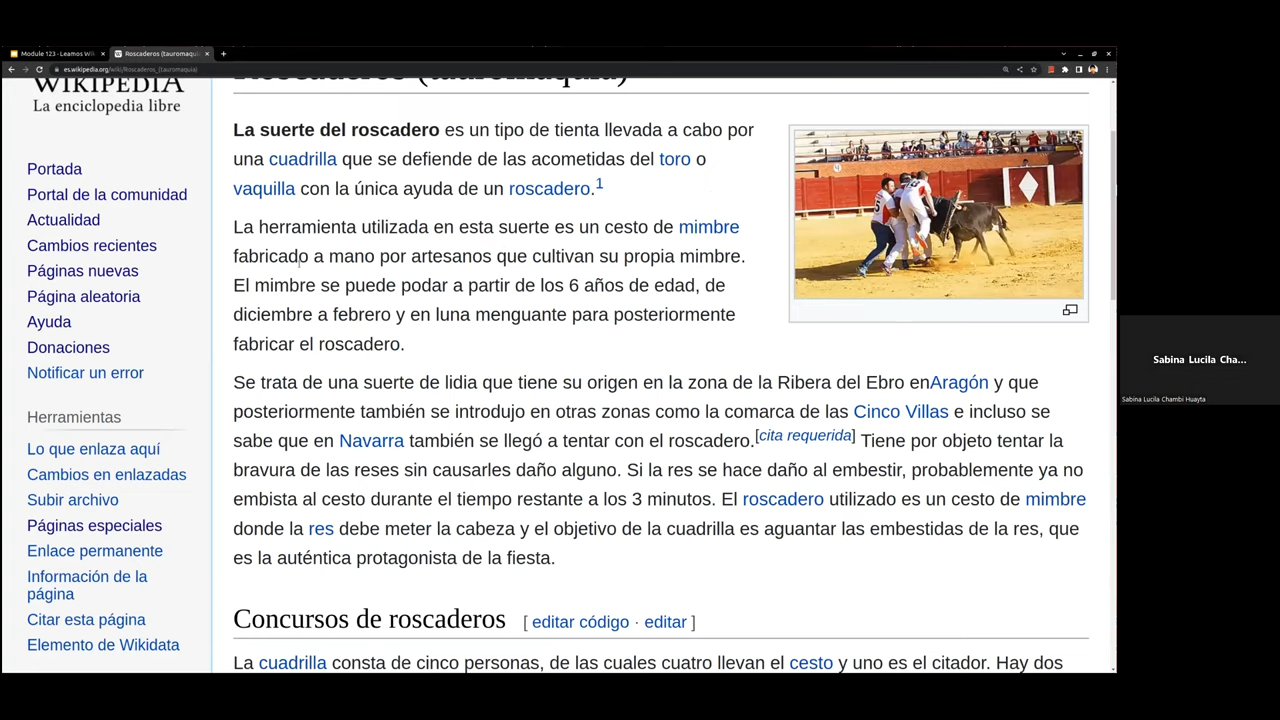 Module 123 - Leamos Wi
Roscaderos (tauromaqui
es.wikipedia.org/wiki/Roscaderos_(tauromaquia)
WIKIPEDIA
La enciclopedia libre
Portada
Portal de la comunidad
Actualidad
Cambios recientes
Páginas nuevas
Página aleatoria
Ayuda
Donaciones
Notificar un error
Herramientas
Lo que enlaza aquí
Cambios en enlazadas
Subir archivo
Páginas especiales
Enlace permanente
Información de la
página
Citar esta página
Elemento de Wikidata
Roscaderos (tauromaquia)
La suerte del roscadero es un tipo de tienta llevada a cabo por
una cuadrilla que se defiende de las acometidas del toro o
vaquilla con la única ayuda de un roscadero.1
La herramienta utilizada en esta suerte es un cesto de mimbre
fabricado a mano por artesanos que cultivan su propia mimbre.
El mimbre se puede podar a partir de los 6 años de edad, de
diciembre a febrero y en luna menguante para posteriormente
fabricar el roscadero.
Se trata de una suerte de lidia que tiene su origen en la zona de la Ribera del Ebro enAragón y que
posteriormente también se introdujo en otras zonas como la comarca de las Cinco Villas e incluso se
sabe que en Navarra también se llegó a tentar con el roscadero.[cita requerida] Tiene por objeto tentar la
bravura de las reses sin causarles daño alguno. Si la res se hace daño al embestir, probablemente ya no
embista al cesto durante el tiempo restante a los 3 minutos. El roscadero utilizado es un cesto de mimbre
donde la res debe meter la cabeza y el objetivo de la cuadrilla es aguantar las embestidas de la res, que
es la auténtica protagonista de la fiesta.
Concursos de roscaderos [ editar código · editar ]
La cuadrilla consta de cinco personas, de las cuales cuatro llevan el cesto y uno es el citador. Hay dos
Sabina Lucila Cha...
Sabina Lucila Chambi Huayta